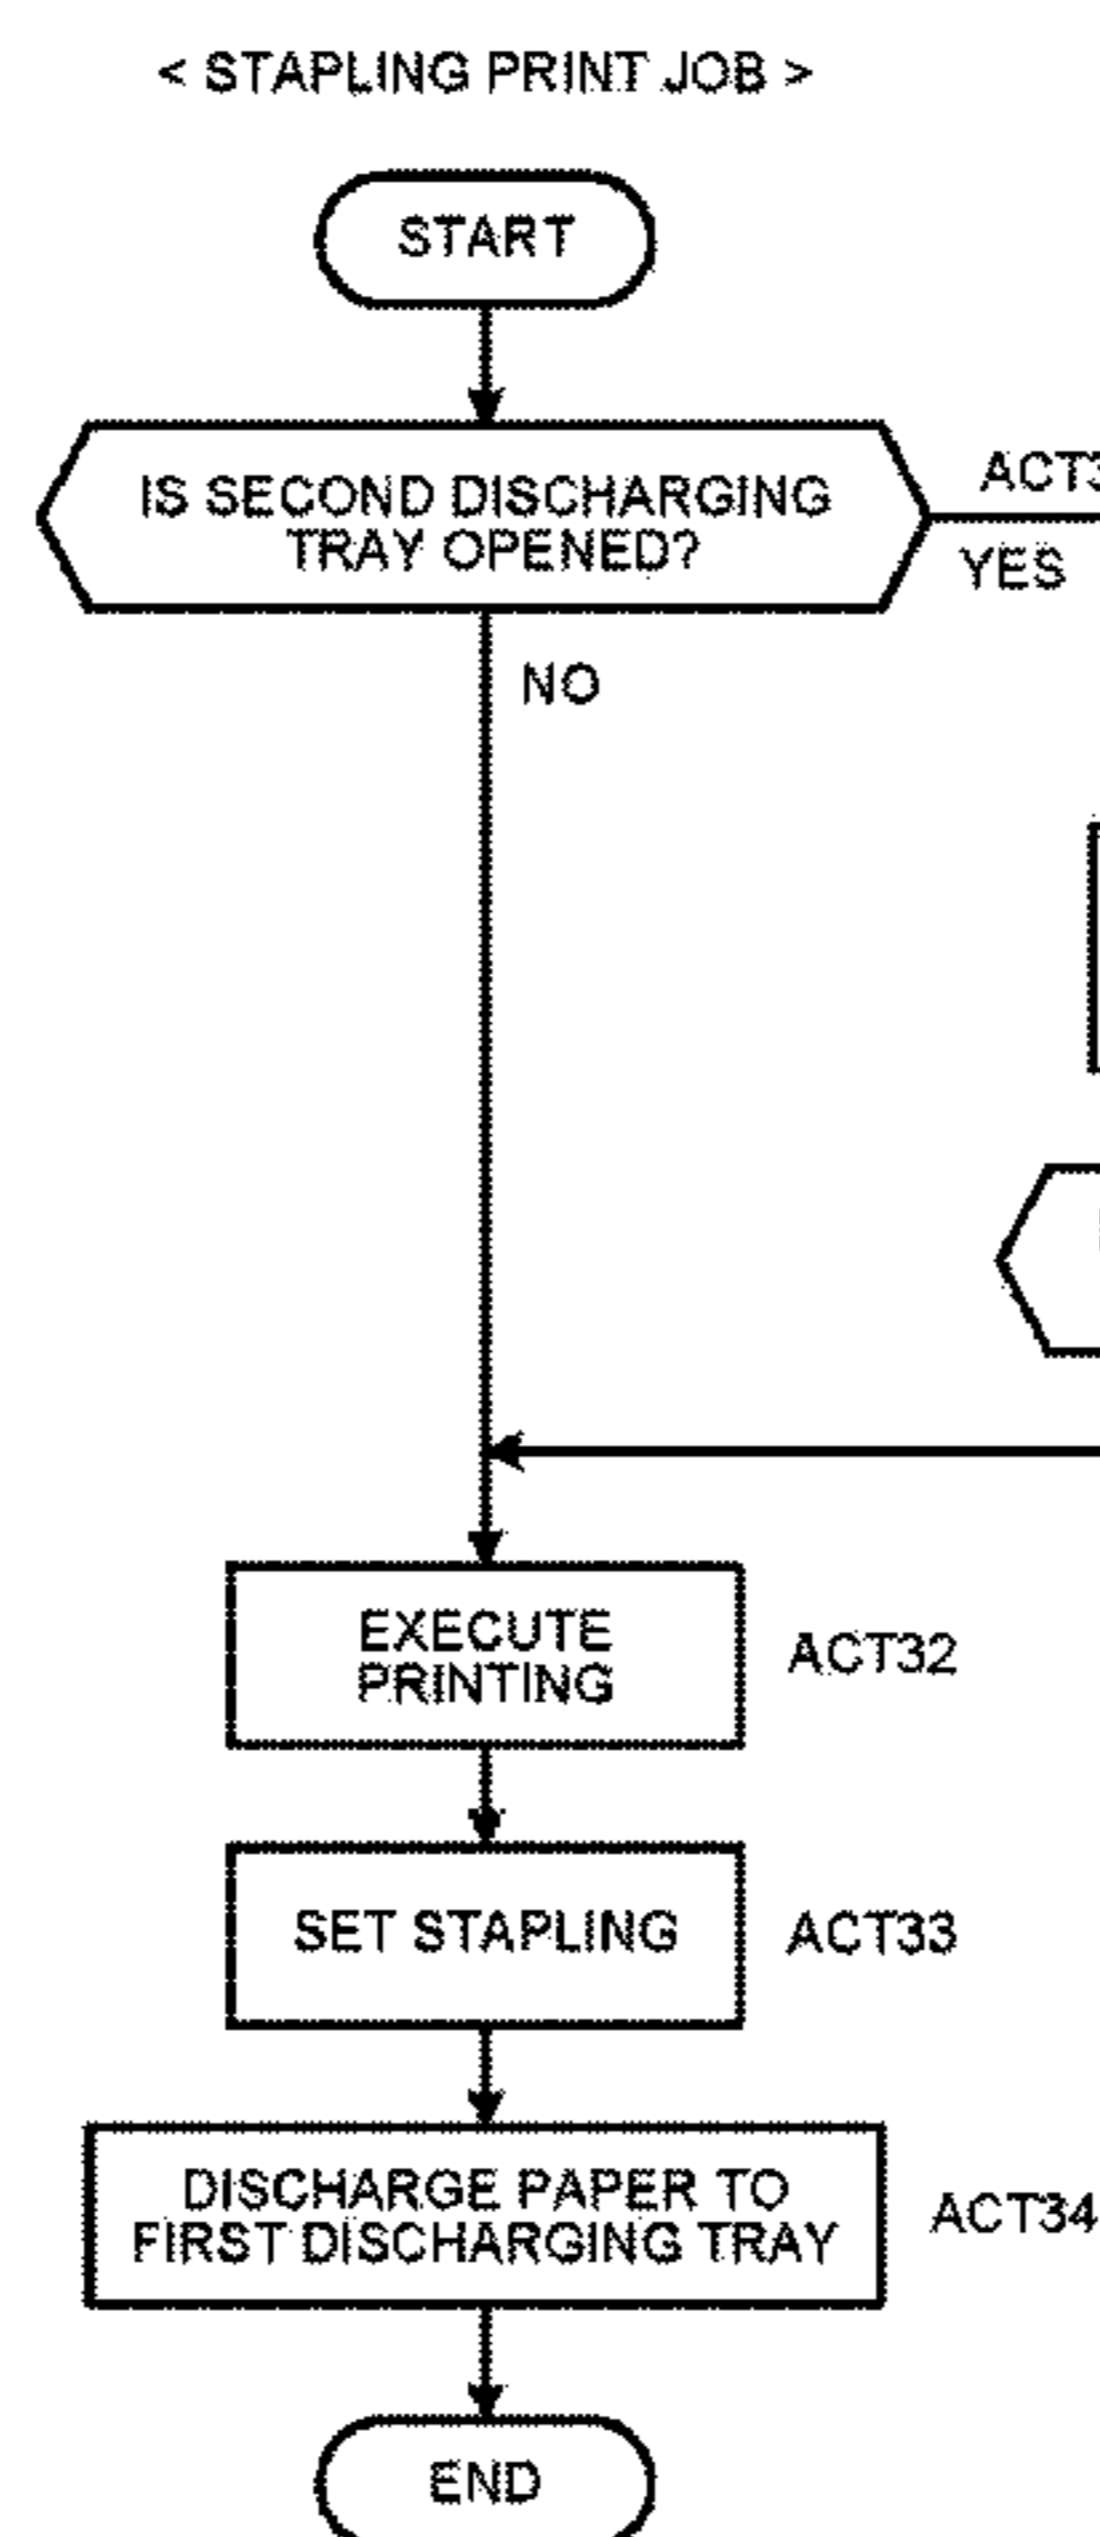 < STAPLING PRINT JOB >
START
IS SECOND DISCHARGING
TRAY OPENED?
ACT3
YES
NO
EXECUTE
PRINTING
ACT32
SET STAPLING
ACT33
DISCHARGE PAPER TO
FIRST DISCHARGING TRAY
ACT34
END